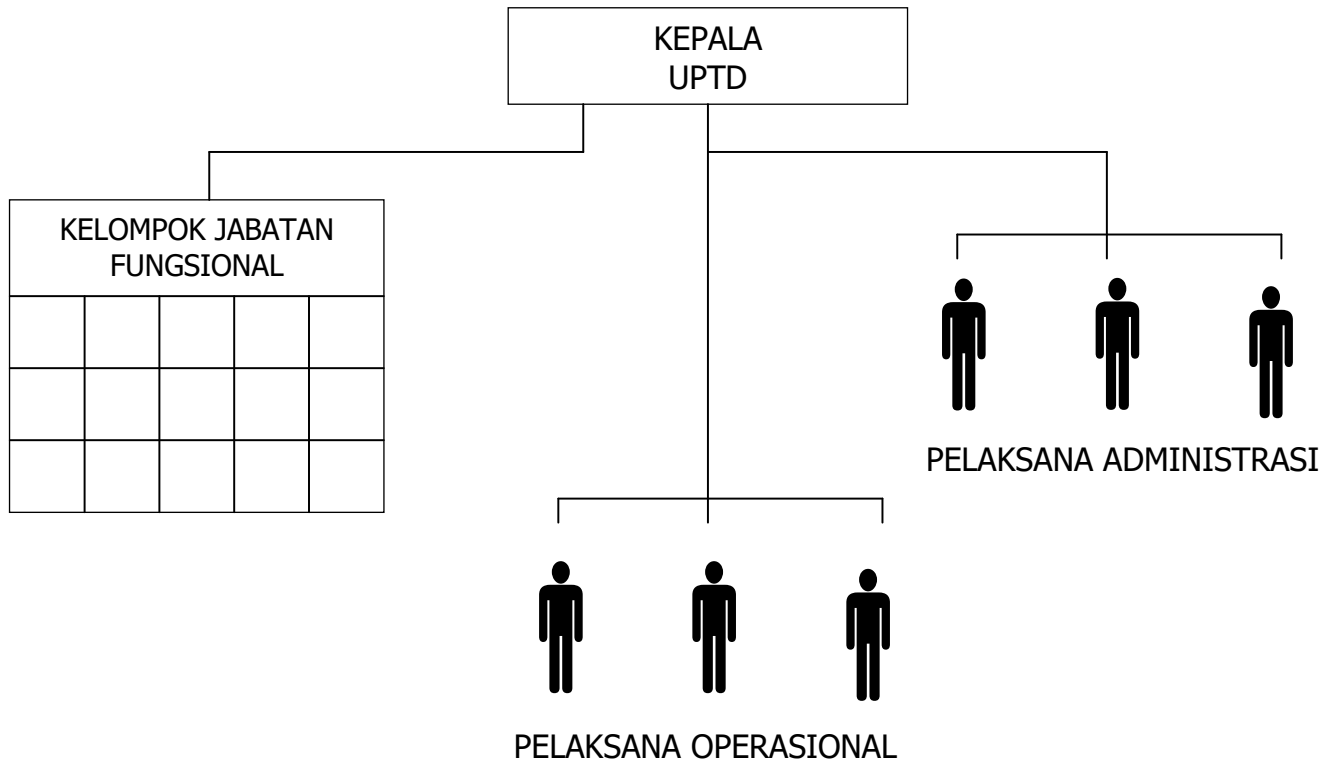 KEPALA
UPTD
KELOMPOK JABATAN
FUNGSIONAL
PELAKSANA ADMINISTRASI
PELAKSANA OPERASIONAL